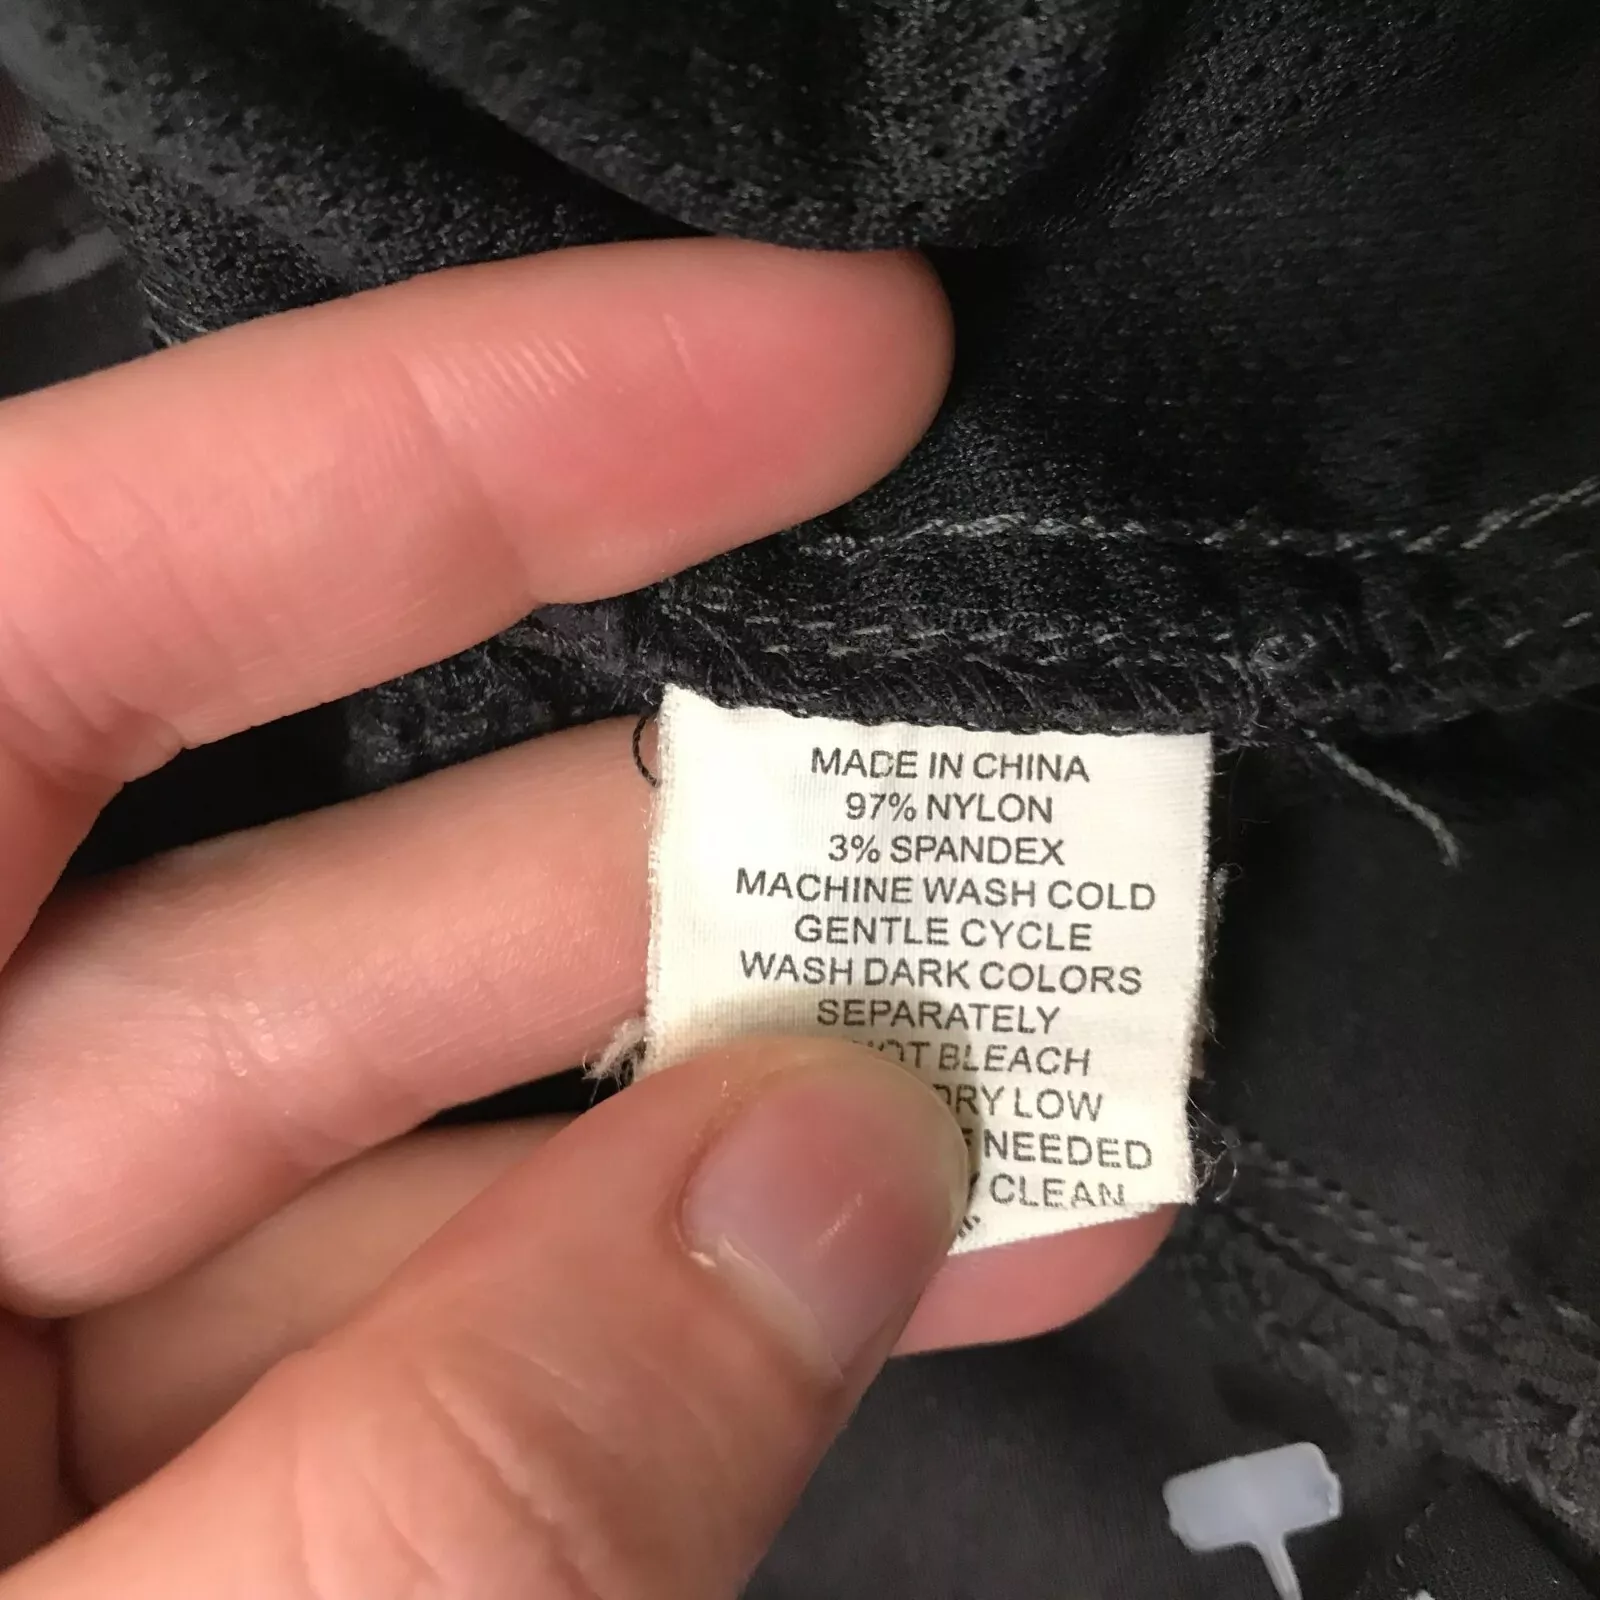 MADE IN CHINA
97% NYLON
3% SPANDEX
MACHINE WASH COLD
GENTLE CYCLE
WASH DARK COLORS
SEPARATELY
BLEACH
LOW
NEEDED
CLEAN